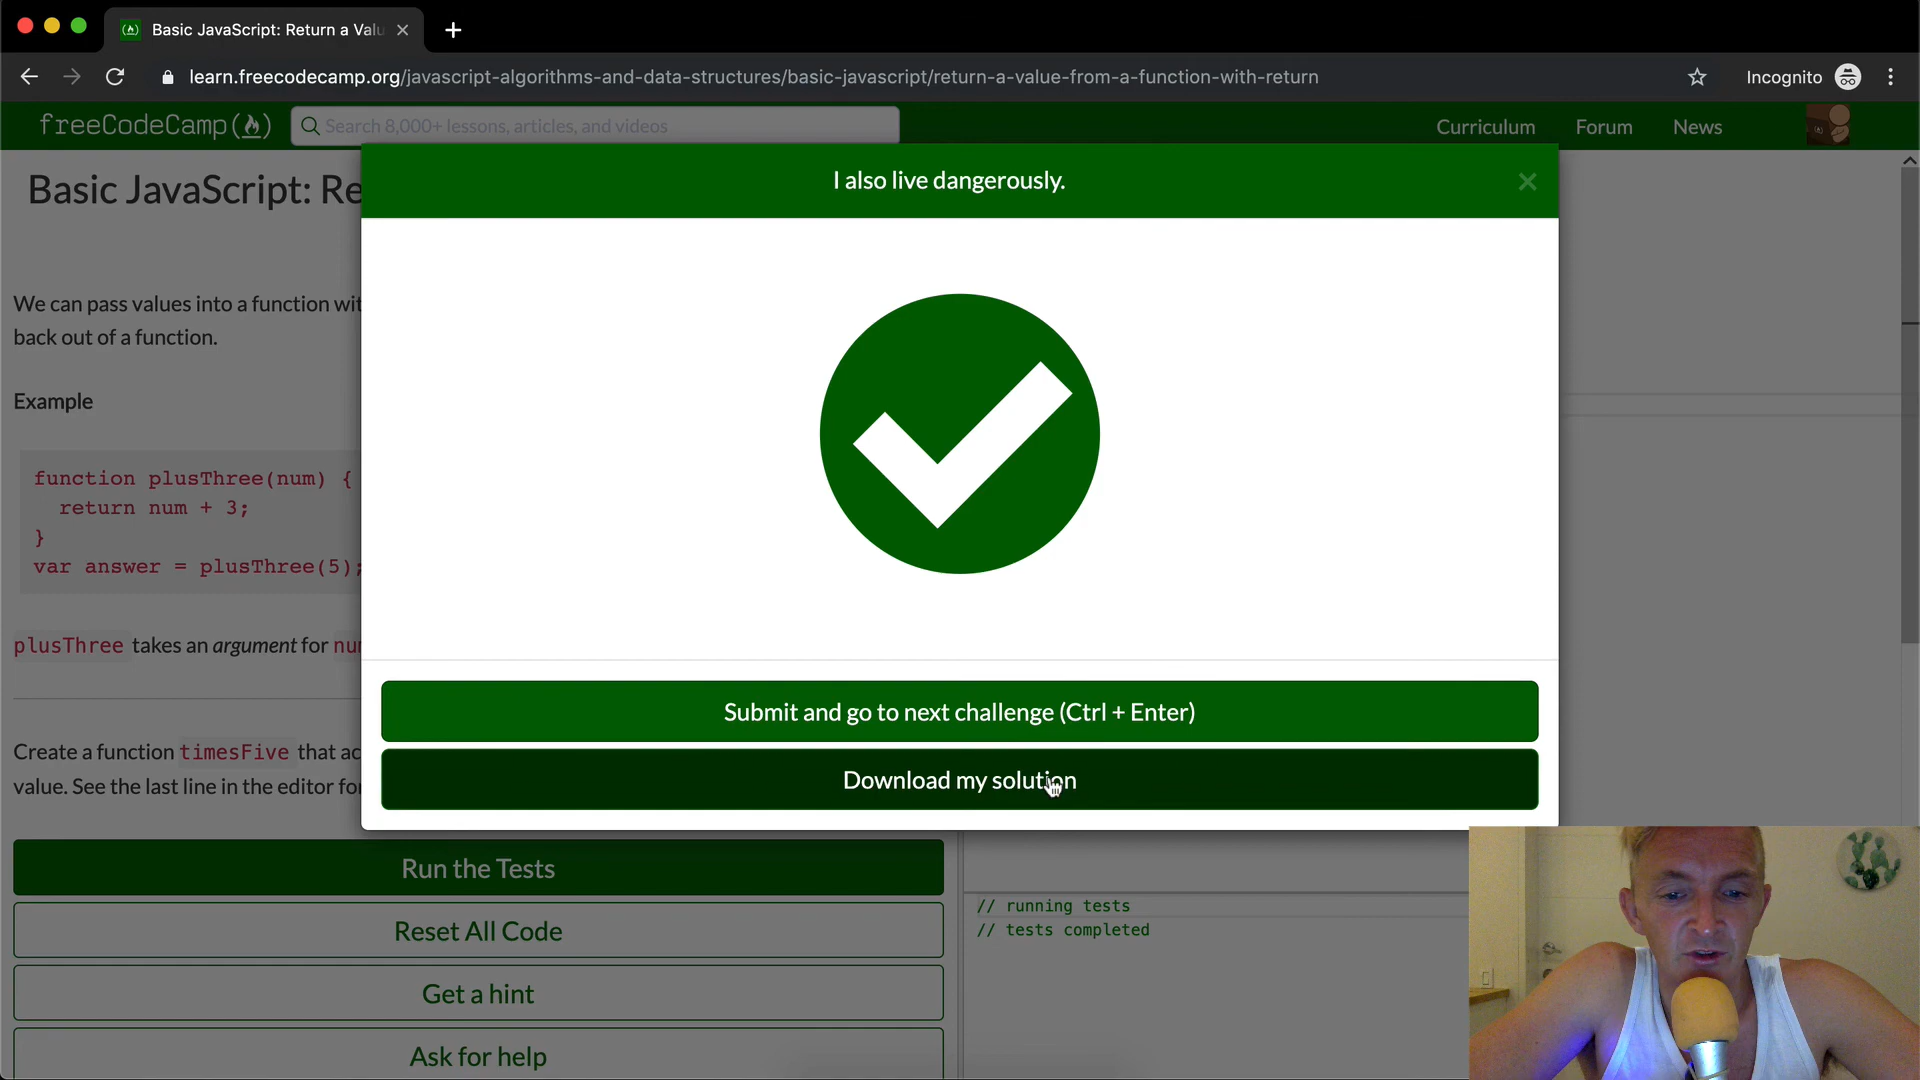 Basic JavaScript: Return a Valu
learn.freecodecamp.org/javascript-algorithms-and-data-structures/basic-javascript/return-a-value-from-a-function-with-return
Incognito
freeCodeCamp
Search 8,000+ lessons, articles, and videos
Curriculum
Forum
News
Basic JavaScript: Re
I also live dangerously.
We can pass values into a function wit
back out of a function.
Example
function plusThree(num) {
return num + 3;
}
var answer = plusThree(5);
plusThree takes an argument for num
Create a function timesFive that ac
value. See the last line in the editor for
Submit and go to next challenge (Ctrl + Enter)
Download my solution
Run the Tests
Reset All Code
Get a hint
Ask for help
// running tests
// tests completed